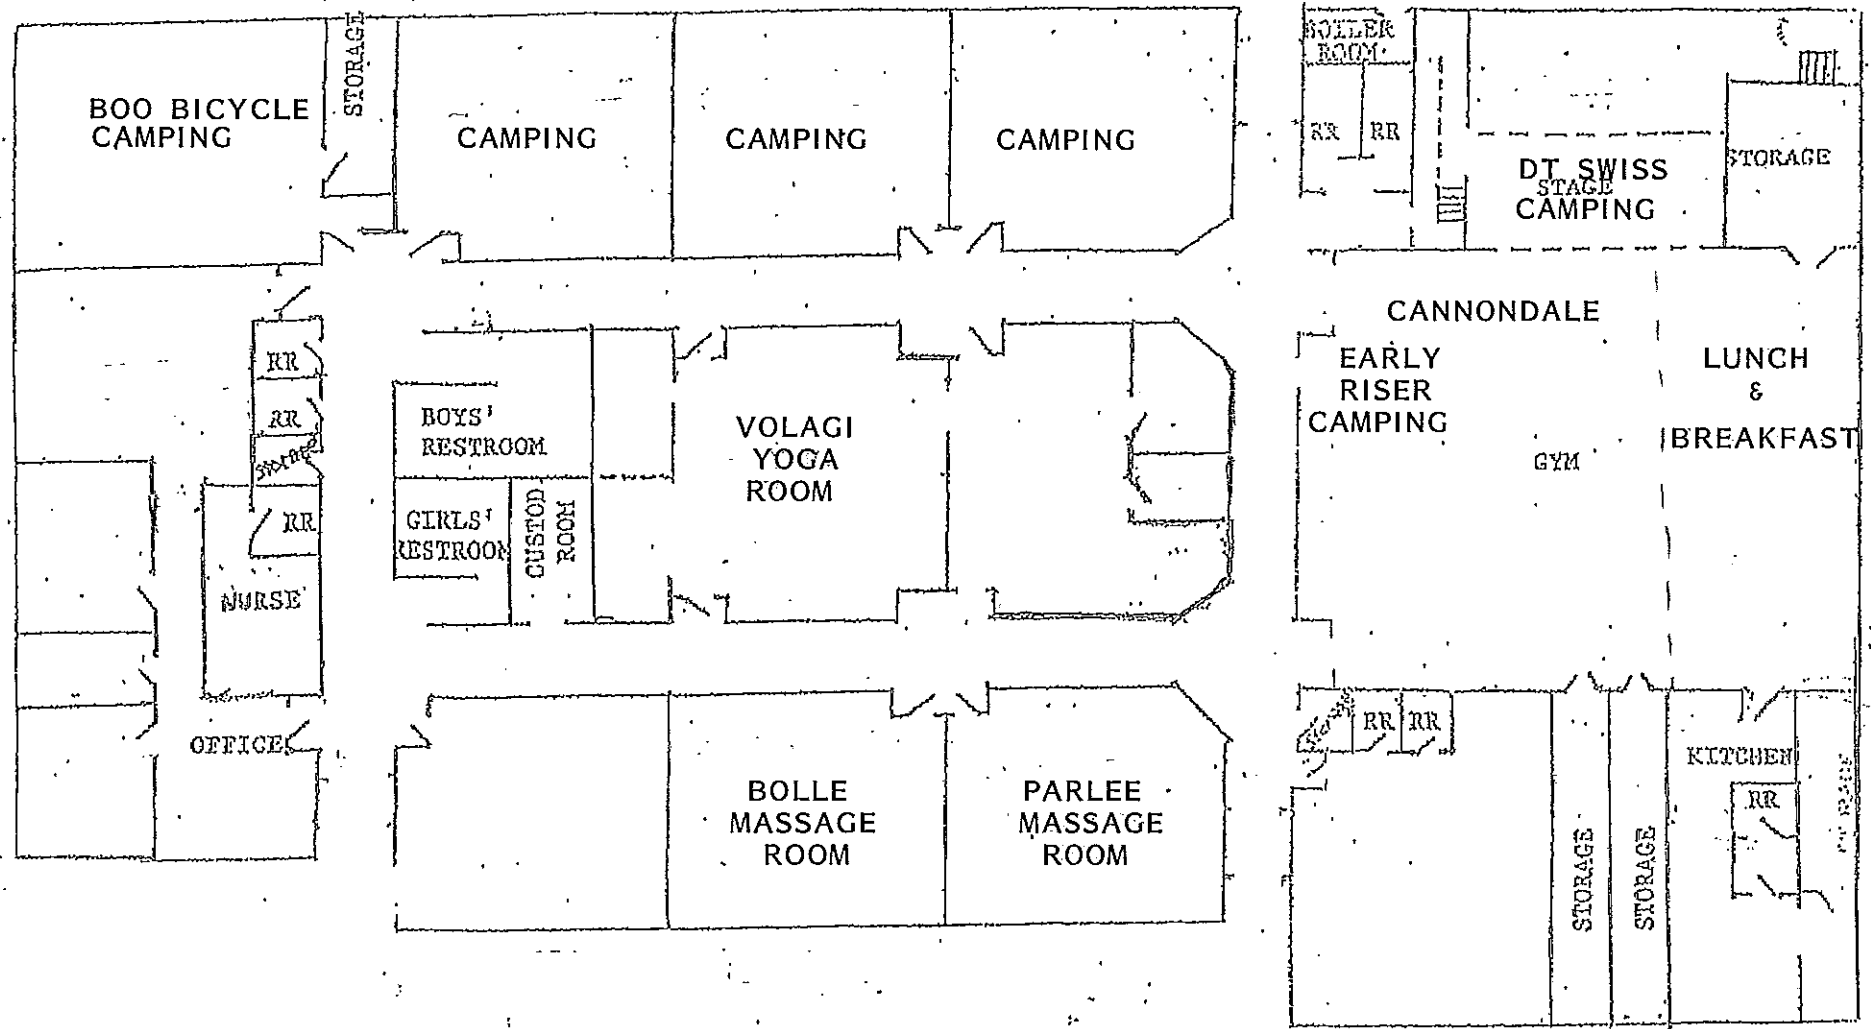 BOO BICYCLE
CAMPING
STORAGE
CAMPING
CAMPING
CAMPING
BOILER
ROOM
RR
RR
DT SWISS
STAGE
CAMPING
STORAGE
RR
RR
Storage
RR
NURSE
OFFICE
BOYS'
RESTROOM
GIRLS'
RESTROOM
CUSTOD
ROOM
VOLAGI
YOGA
ROOM
CANNONDALE
EARLY
RISER
CAMPING
GYM
LUNCH
&
BREAKFAST
BOLLE
MASSAGE
ROOM
PARLEE
MASSAGE
ROOM
RR
RR
STORAGE
STORAGE
KITCHEN
RR